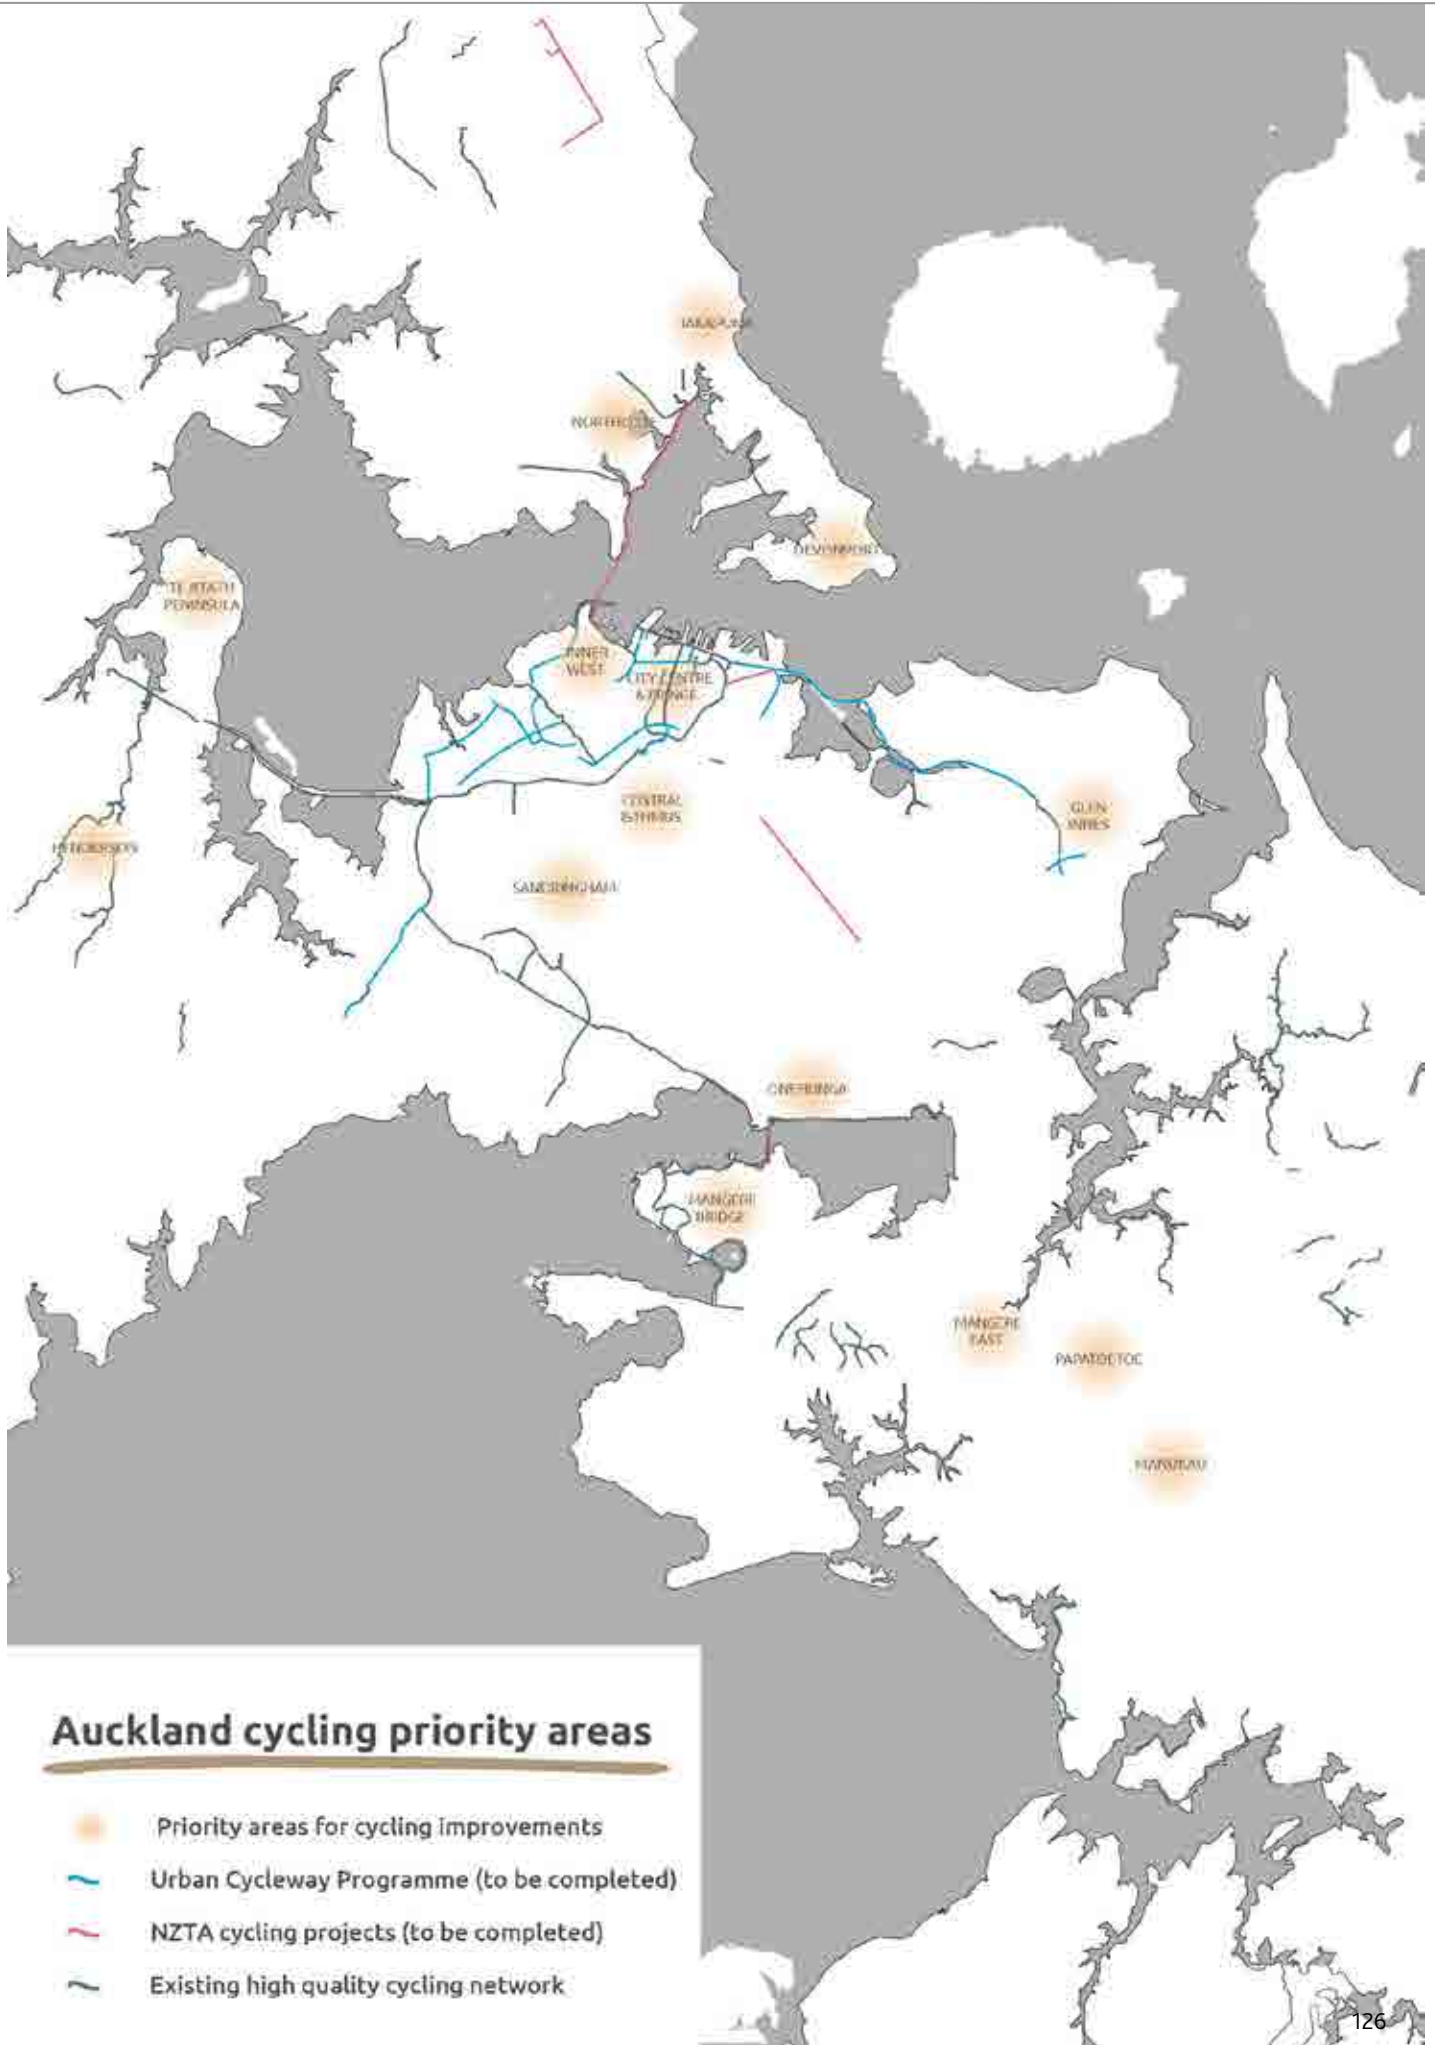 TAKAPUNA
NORTHCOTE
DEVONPORT
TE ATATU
PENINSULA
INNER
WEST
CITY CENTRE
& FRINGE
CENTRAL
ISTHMUS
GLEN
INNES
HENDERSON
SANDRINGHAM
ONEHUNGA
MANGERE
BRIDGE
MANGERE
EAST
PAPATOETOE
MANUKAU
Auckland cycling priority areas
Priority areas for cycling improvements
Urban Cycleway Programme (to be completed)
NZTA cycling projects (to be completed)
Existing high quality cycling network
126